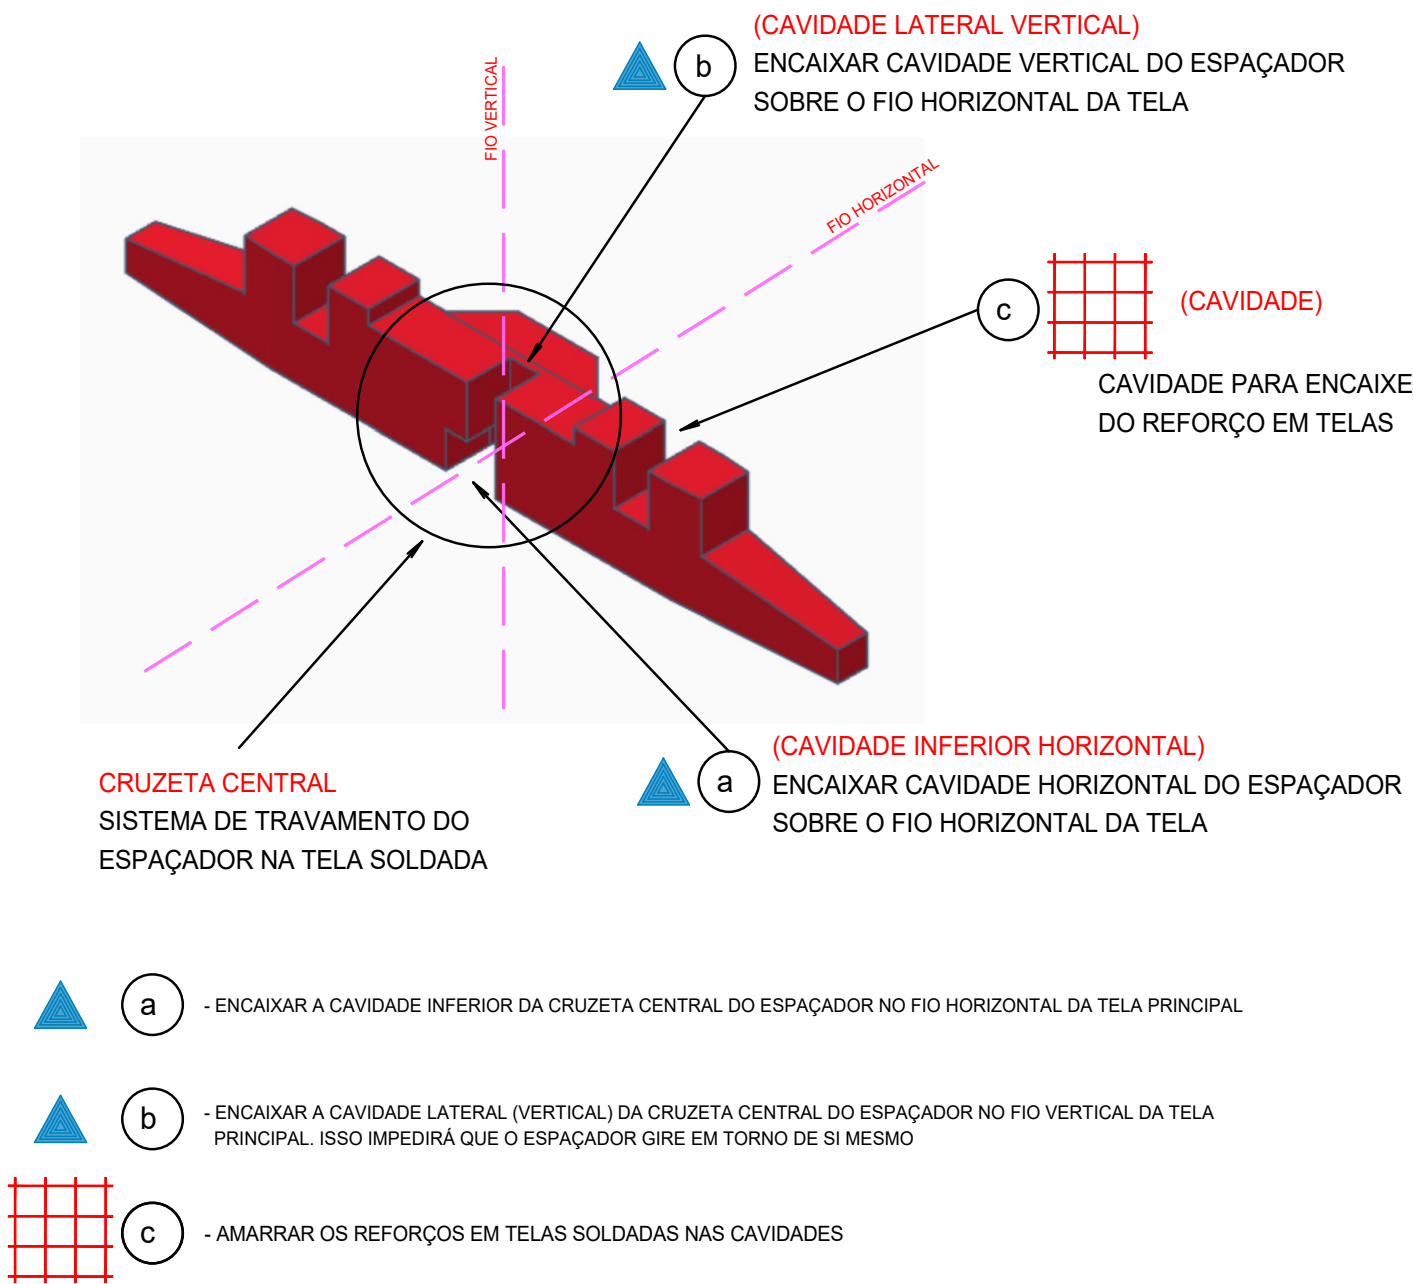 (CAVIDADE LATERAL VERTICAL)
b
ENCAIXAR CAVIDADE VERTICAL DO ESPAÇADOR
SOBRE O FIO HORIZONTAL DA TELA
FIO VERTICAL
FIO HORIZONTAL
c
(CAVIDADE)
CAVIDADE PARA ENCAIXE
DO REFORÇO EM TELAS
(CAVIDADE INFERIOR HORIZONTAL)
a
ENCAIXAR CAVIDADE HORIZONTAL DO ESPAÇADOR
SOBRE O FIO HORIZONTAL DA TELA
CRUZETA CENTRAL
SISTEMA DE TRAVAMENTO DO
ESPAÇADOR NA TELA SOLDADA
a - ENCAIXAR A CAVIDADE INFERIOR DA CRUZETA CENTRAL DO ESPAÇADOR NO FIO HORIZONTAL DA TELA PRINCIPAL
b - ENCAIXAR A CAVIDADE LATERAL (VERTICAL) DA CRUZETA CENTRAL DO ESPAÇADOR NO FIO VERTICAL DA TELA
PRINCIPAL. ISSO IMPEDIRÁ QUE O ESPAÇADOR GIRE EM TORNO DE SI MESMO
c - AMARRAR OS REFORÇOS EM TELAS SOLDADAS NAS CAVIDADES